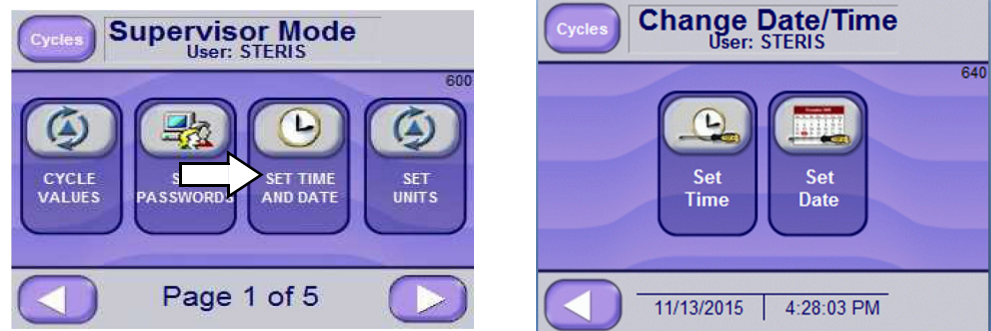 Cycles
Supervisor Mode
User: STERIS
600
CYCLE
VALUES
PASSWORDS
SET TIME
AND DATE
SET
UNITS
Page 1 of 5
Cycles
Change Date/Time
User: STERIS
640
Set
Time
Set
Date
11/13/2015
4:28:03 PM